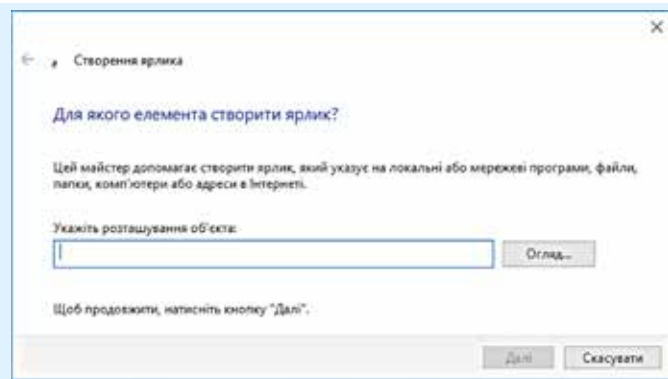 Створення ярлика
Для якого елемента створити ярлик?
Цей майстер допомагає створити ярлик, який указує на локальні або мережеві програми, файли,
папки, комп'ютери або адреси в Інтернеті.
Укажіть розташування об'єкта:
Огляд...
Щоб продовжити, натисніть кнопку "Далі".
Далі
Скасувати